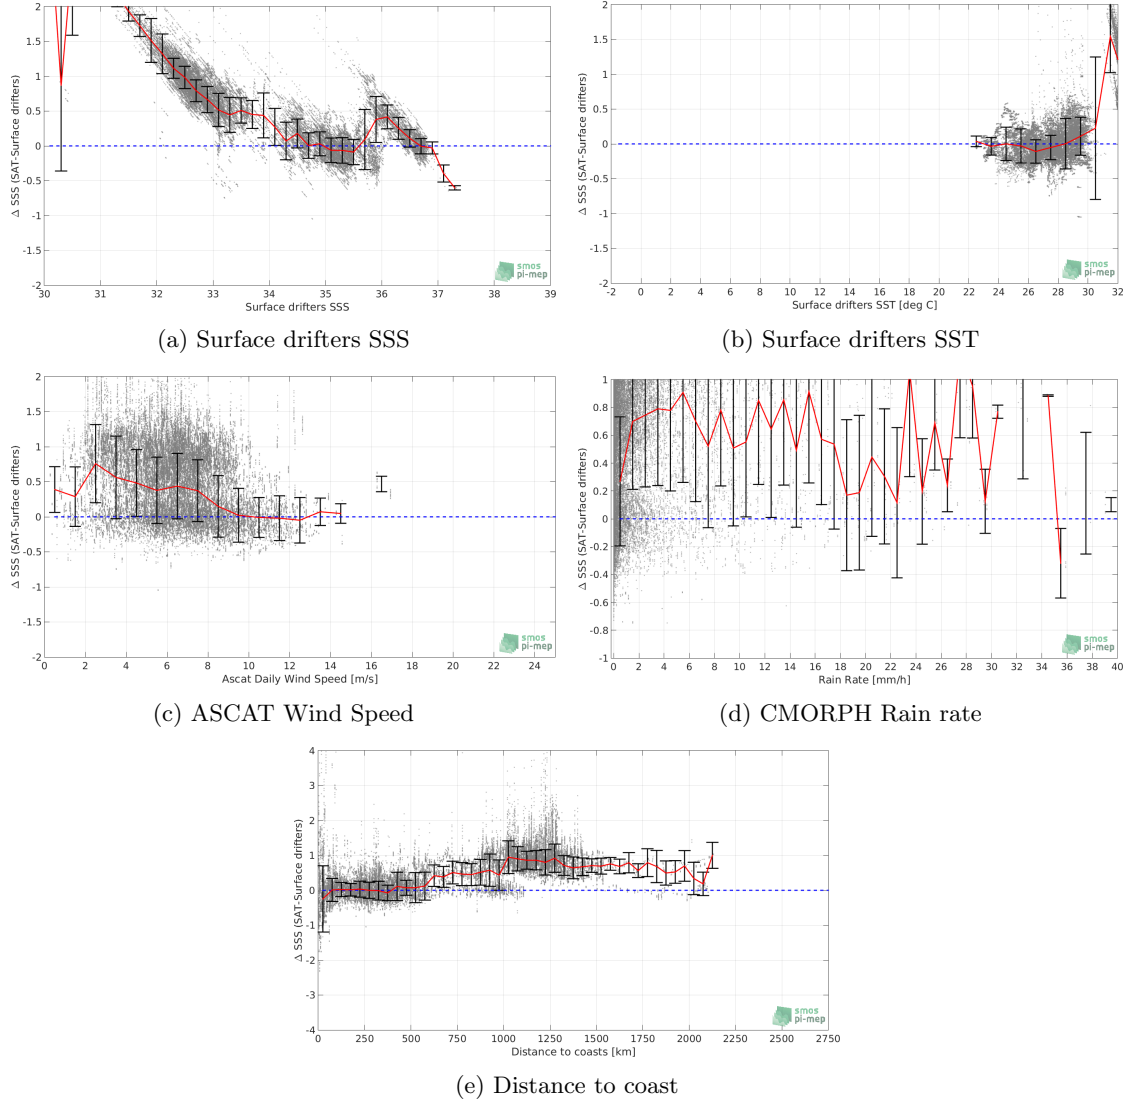 2
1.5
1
0.5
0
-0.5
-1
-1.5
-2
Δ SSS (SAT-Surface drifters)
30 31 32 33 34 35 36 37 38 39
Surface drifters SSS
smos
pi-mep
(a) Surface drifters SSS
2
1.5
1
0.5
0
-0.5
-1
-1.5
-2
Δ SSS (SAT-Surface drifters)
-2 0 2 4 6 8 10 12 14 16 18 20 22 24 26 28 30 32
Surface drifters SST [deg C]
smos
pi-mep
(b) Surface drifters SST
2
1.5
1
0.5
0
-0.5
-1
-1.5
-2
Δ SSS (SAT-Surface drifters)
0 2 4 6 8 10 12 14 16 18 20 22 24
Ascat Daily Wind Speed [m/s]
smos
pi-mep
(c) ASCAT Wind Speed
1
0.8
0.6
0.4
0.2
0
-0.2
-0.4
-0.6
-0.8
-1
Δ SSS (SAT-Surface drifters)
0 2 4 6 8 10 12 14 16 18 20 22 24 26 28 30 32 34 36 38 40
Rain Rate [mm/h]
smos
pi-mep
(d) CMORPH Rain rate
4
3
2
1
0
-1
-2
-3
-4
Δ SSS (SAT-Surface drifters)
0 250 500 750 1000 1250 1500 1750 2000 2250 2500 2750
Distance to coasts [km]
smos
pi-mep
(e) Distance to coast